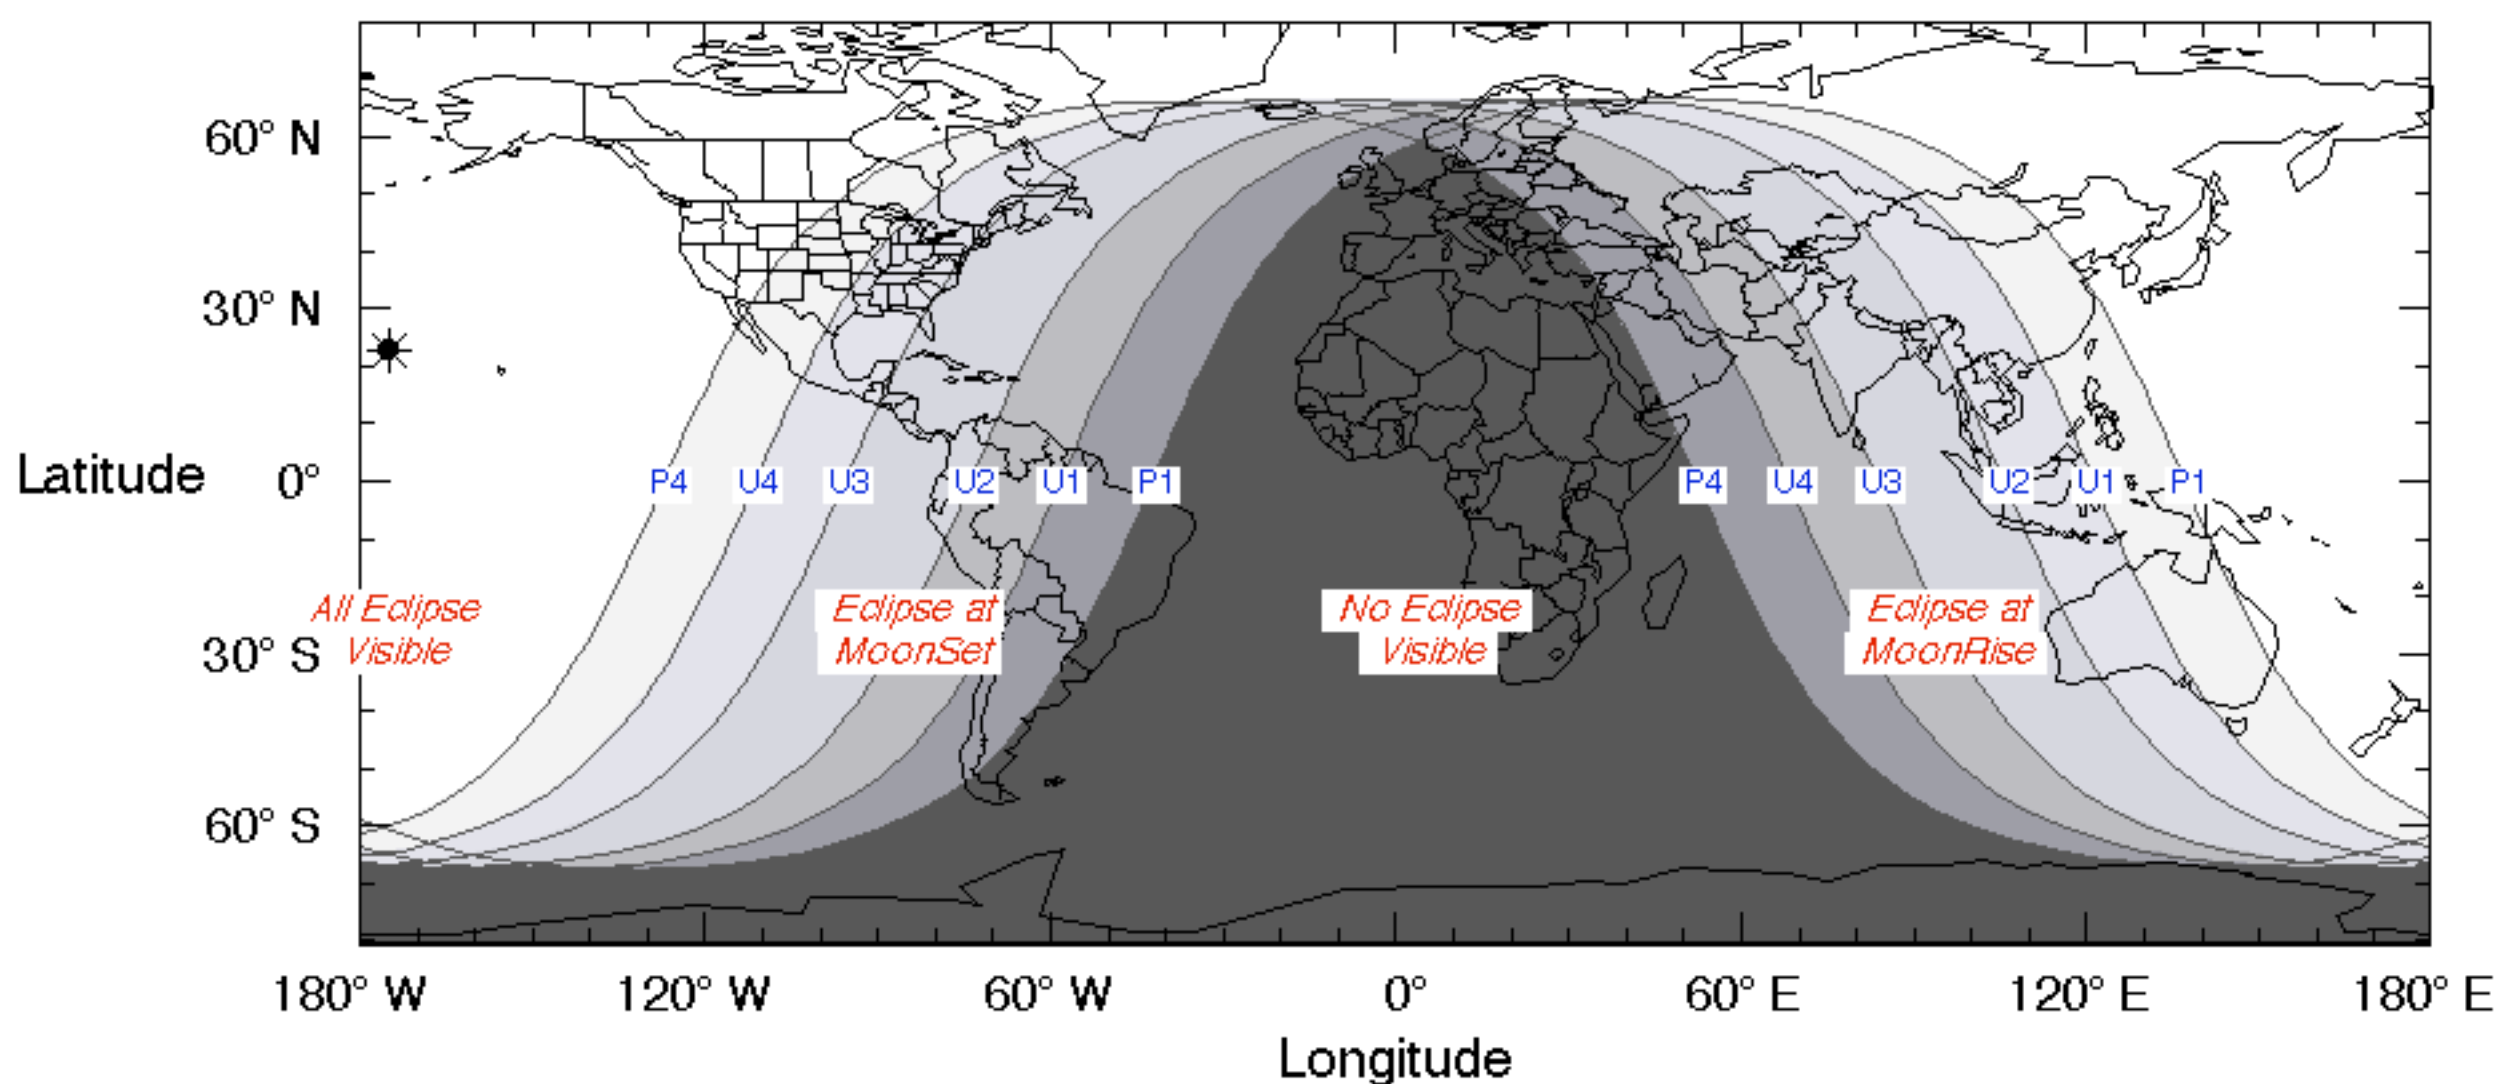 60° N
30° N
Latitude 0°
P4 U4 U3 U2 U1 P1 P4 U4 U3 U2 U1 P1
All Eclipse
Visible
Eclipse at
MoonSet
No Eclipse
Visible
Eclipse at
MoonRise
30° S
60° S
180° W 120° W 60° W 0° 60° E 120° E 180° E
Longitude